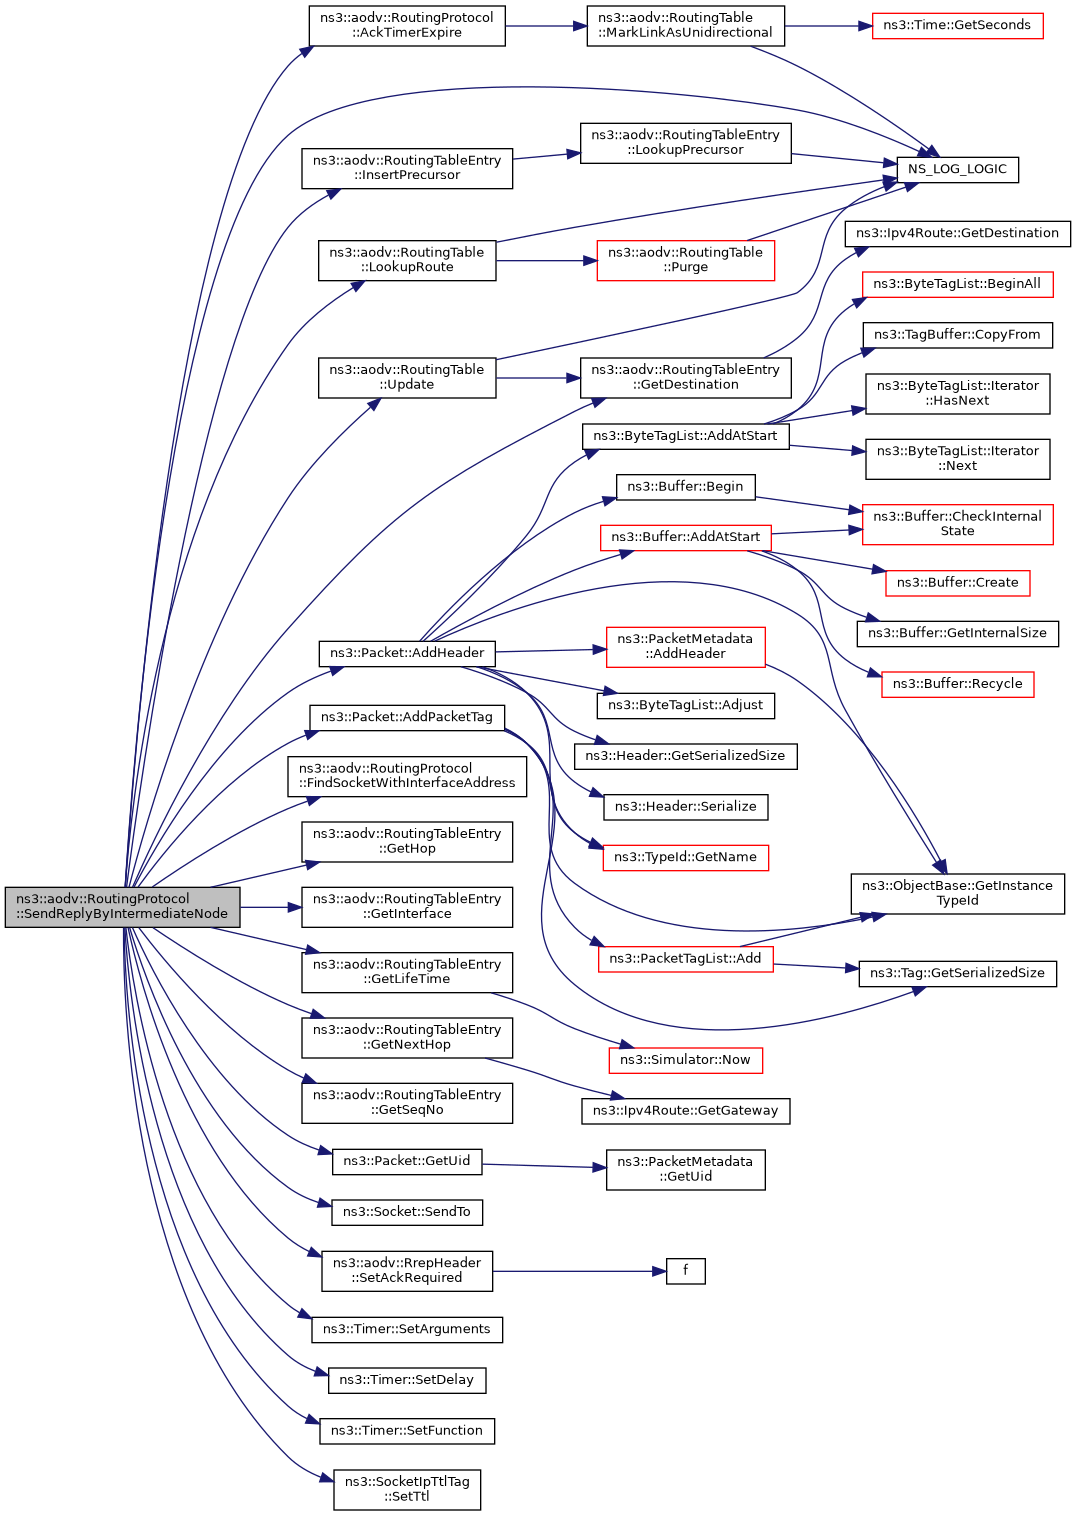 ns3::aodv::RoutingProtocol
::SendReplyByIntermediateNode
ns3::aodv::RoutingProtocol
::AckTimerExpire
ns3::aodv::RoutingTableEntry
::InsertPrecursor
ns3::aodv::RoutingTable
::LookupRoute
ns3::aodv::RoutingTable
::Update
ns3::Packet::AddHeader
ns3::Packet::AddPacketTag
ns3::aodv::RoutingProtocol
::FindSocketWithInterfaceAddress
ns3::aodv::RoutingTableEntry
::GetHop
ns3::aodv::RoutingTableEntry
::GetInterface
ns3::aodv::RoutingTableEntry
::GetLifeTime
ns3::aodv::RoutingTableEntry
::GetNextHop
ns3::aodv::RoutingTableEntry
::GetSeqNo
ns3::Packet::GetUid
ns3::Socket::SendTo
ns3::aodv::RrepHeader
::SetAckRequired
ns3::Timer::SetArguments
ns3::Timer::SetDelay
ns3::Timer::SetFunction
ns3::SocketIpTtlTag
::SetTtl
ns3::aodv::RoutingTable
::MarkLinkAsUnidirectional
ns3::aodv::RoutingTableEntry
::LookupPrecursor
ns3::aodv::RoutingTable
::Purge
ns3::aodv::RoutingTableEntry
::GetDestination
ns3::ByteTagList::AddAtStart
ns3::Buffer::Begin
ns3::Buffer::AddAtStart
ns3::PacketMetadata
::AddHeader
ns3::ByteTagList::Adjust
ns3::Header::GetSerializedSize
ns3::Header::Serialize
ns3::TypeId::GetName
ns3::PacketTagList::Add
ns3::Simulator::Now
ns3::Ipv4Route::GetGateway
ns3::PacketMetadata
::GetUid
f
ns3::Time::GetSeconds
NS_LOG_LOGIC
ns3::Ipv4Route::GetDestination
ns3::ByteTagList::BeginAll
ns3::TagBuffer::CopyFrom
ns3::ByteTagList::Iterator
::HasNext
ns3::ByteTagList::Iterator
::Next
ns3::Buffer::CheckInternal
State
ns3::Buffer::Create
ns3::Buffer::GetInternalSize
ns3::Buffer::Recycle
ns3::ObjectBase::GetInstance
TypeId
ns3::Tag::GetSerializedSize